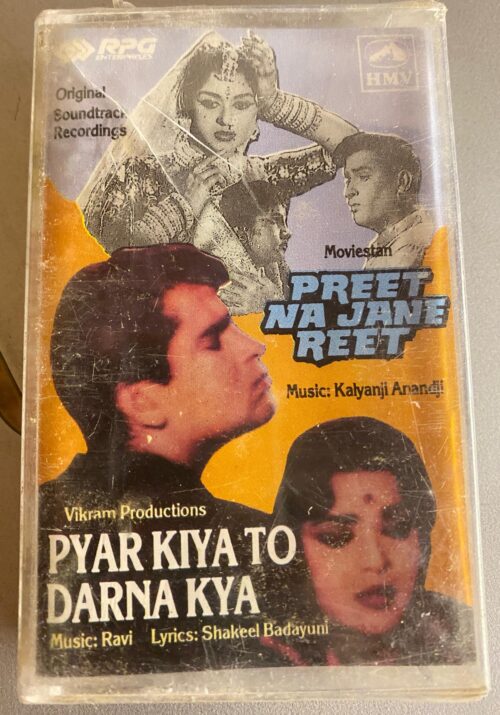 RPG
ENTERPRISES
HMV
Original
Soundtrack
Recordings
Moviestan
PREET
NA JANE
REET
Music: Kalyanji Anandji
Vikram Productions
PYAR KIYA TO
DARNA KYA
Music: Ravi Lyrics: Shakeel Badayuni